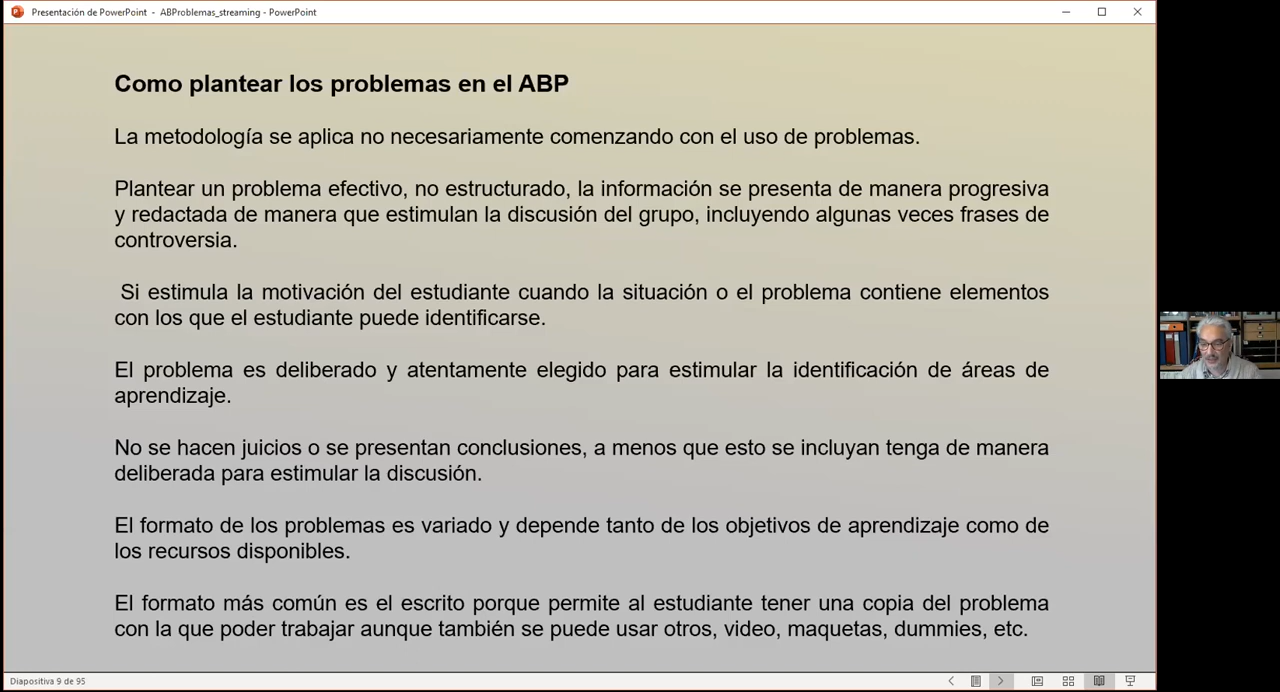 Presentación de PowerPoint - ABProblemas_streaming - PowerPoint
Como plantear los problemas en el ABP
La metodología se aplica no necesariamente comenzando con el uso de problemas.
Plantear un problema efectivo, no estructurado, la información se presenta de manera progresiva
y redactada de manera que estimulan la discusión del grupo, incluyendo algunas veces frases de
controversia.
Si estimula la motivación del estudiante cuando la situación o el problema contiene elementos
con los que el estudiante puede identificarse.
El problema es deliberado y atentamente elegido para estimular la identificación de áreas de
aprendizaje.
No se hacen juicios o se presentan conclusiones, a menos que esto se incluyan tenga de manera
deliberada para estimular la discusión.
El formato de los problemas es variado y depende tanto de los objetivos de aprendizaje como de
los recursos disponibles.
El formato más común es el escrito porque permite al estudiante tener una copia del problema
con la que poder trabajar aunque también se puede usar otros, video, maquetas, dummies, etc.
Diapositiva 9 de 95